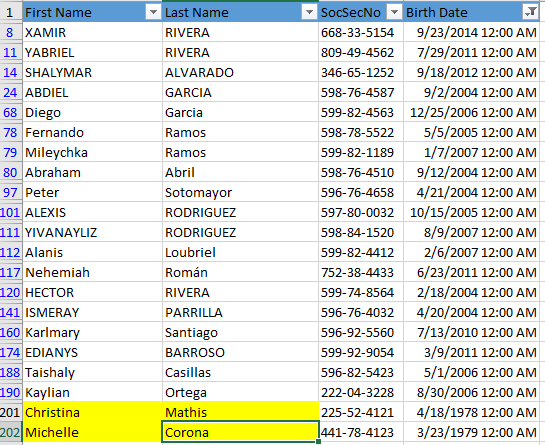 1 First Name Last Name SocSecNo Birth Date
8 XAMIR RIVERA 668-33-5154 9/23/2014 12:00 AM
11 YABRIEL RIVERA 809-49-4562 7/29/2011 12:00 AM
14 SHALYMAR ALVARADO 346-65-1252 9/18/2012 12:00 AM
24 ABDIEL GARCIA 598-76-4587 9/2/2004 12:00 AM
68 Diego Garcia 599-82-4563 12/25/2006 12:00 AM
78 Fernando Ramos 598-78-5522 5/5/2005 12:00 AM
79 Mileychka Ramos 599-82-1189 1/7/2007 12:00 AM
80 Abraham Abril 598-76-4510 9/12/2004 12:00 AM
97 Peter Sotomayor 596-76-4658 4/21/2004 12:00 AM
101 ALEXIS RODRIGUEZ 597-80-0032 10/15/2005 12:00 AM
111 YIVANAYLIZ RODRIGUEZ 598-84-1520 8/9/2007 12:00 AM
112 Alanis Loubriel 599-82-4412 2/6/2007 12:00 AM
117 Nehemiah Román 752-38-4433 6/23/2011 12:00 AM
120 HECTOR RIVERA 599-74-8564 2/18/2004 12:00 AM
141 ISMERAY PARRILLA 596-76-4032 4/20/2004 12:00 AM
160 Karlmary Santiago 596-92-5560 7/13/2010 12:00 AM
174 EDIANYS BARROSO 599-92-9054 3/9/2011 12:00 AM
188 Taishaly Casillas 596-82-5423 5/1/2006 12:00 AM
190 Kaylian Ortega 222-04-3228 8/30/2006 12:00 AM
201 Christina Mathis 225-52-4121 4/18/1978 12:00 AM
202 Michelle Corona 441-78-4123 3/23/1979 12:00 AM